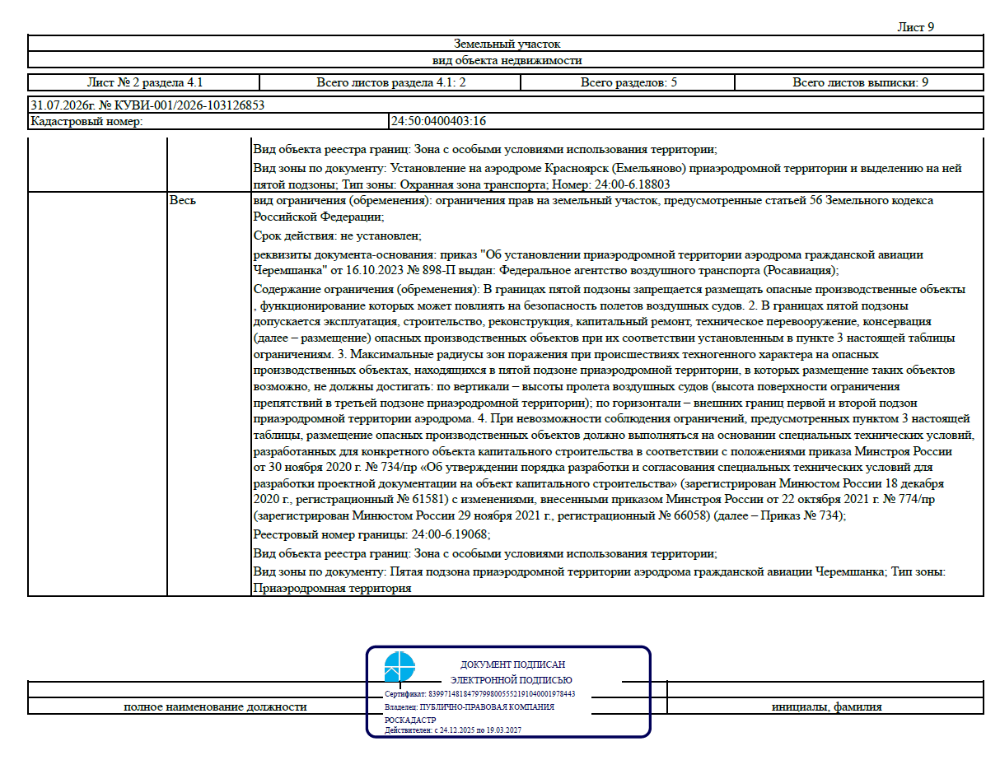 Лист 9
Земельный участок
вид объекта недвижимости
Лист № 2 раздела 4.1
Всего листов раздела 4.1: 2
Всего разделов: 5
Всего листов выписки: 9
31.07.2026г. № КУВИ-001/2026-103126853
Кадастровый номер:
24:50:0400403:16
Вид объекта реестра границ: Зона с особыми условиями использования территории;
Вид зоны по документу: Установление на аэродроме Красноярск (Емельяново) приаэродромной территории и выделению на ней
пятой подзоны; Тип зоны: Охранная зона транспорта; Номер: 24:00-6.18803
Весь
вид ограничения (обременения): ограничения прав на земельный участок, предусмотренные статьей 56 Земельного кодекса
Российской Федерации;
Срок действия: не установлен;
реквизиты документа-основания: приказ "Об установлении приаэродромной территории аэродрома гражданской авиации
Черемшанка" от 16.10.2023 № 898-П выдан: Федеральное агентство воздушного транспорта (Росавиация);
Содержание ограничения (обременения): В границах пятой подзоны запрещается размещать опасные производственные объекты
, функционирование которых может повлиять на безопасность полетов воздушных судов. 2. В границах пятой подзоны
допускается эксплуатация, строительство, реконструкция, капитальный ремонт, техническое перевооружение, консервация
(далее – размещение) опасных производственных объектов при их соответствии установленным в пункте 3 настоящей таблицы
ограничениям. 3. Максимальные радиусы зон поражения при происшествиях техногенного характера на опасных
производственных объектах, находящихся в пятой подзоне приаэродромной территории, в которых размещение таких объектов
возможно, не должны достигать: по вертикали – высоты пролета воздушных судов (высота поверхности ограничения
препятствий в третьей подзоне приаэродромной территории); по горизонтали – внешних границ первой и второй подзон
приаэродромной территории аэродрома. 4. При невозможности соблюдения ограничений, предусмотренных пунктом 3 настоящей
таблицы, размещение опасных производственных объектов должно выполняться на основании специальных технических условий,
разработанных для конкретного объекта капитального строительства в соответствии с положениями приказа Минстроя России
от 30 ноября 2020 г. № 734/пр «Об утверждении порядка разработки и согласования специальных технических условий для
разработки проектной документации на объект капитального строительства» (зарегистрирован Минюстом России 18 декабря
2020 г., регистрационный № 61581) с изменениями, внесенными приказом Минстроя России от 22 октября 2021 г. № 774/пр
(зарегистрирован Минюстом России 29 ноября 2021 г., регистрационный № 66058) (далее – Приказ № 734);
Реестровый номер границы: 24:00-6.19068;
Вид объекта реестра границ: Зона с особыми условиями использования территории;
Вид зоны по документу: Пятая подзона приаэродромной территории аэродрома гражданской авиации Черемшанка; Тип зоны:
Приаэродромная территория
ДОКУМЕНТ ПОДПИСАН
ЭЛЕКТРОННОЙ ПОДПИСЬЮ
Сертификат: 83997148184797998005552191040001978443
Владелец: ПУБЛИЧНО-ПРАВОВАЯ КОМПАНИЯ
РОСКАДАСТР
Действителен: с 24.12.2025 по 19.03.2027
полное наименование должности
инициалы, фамилия